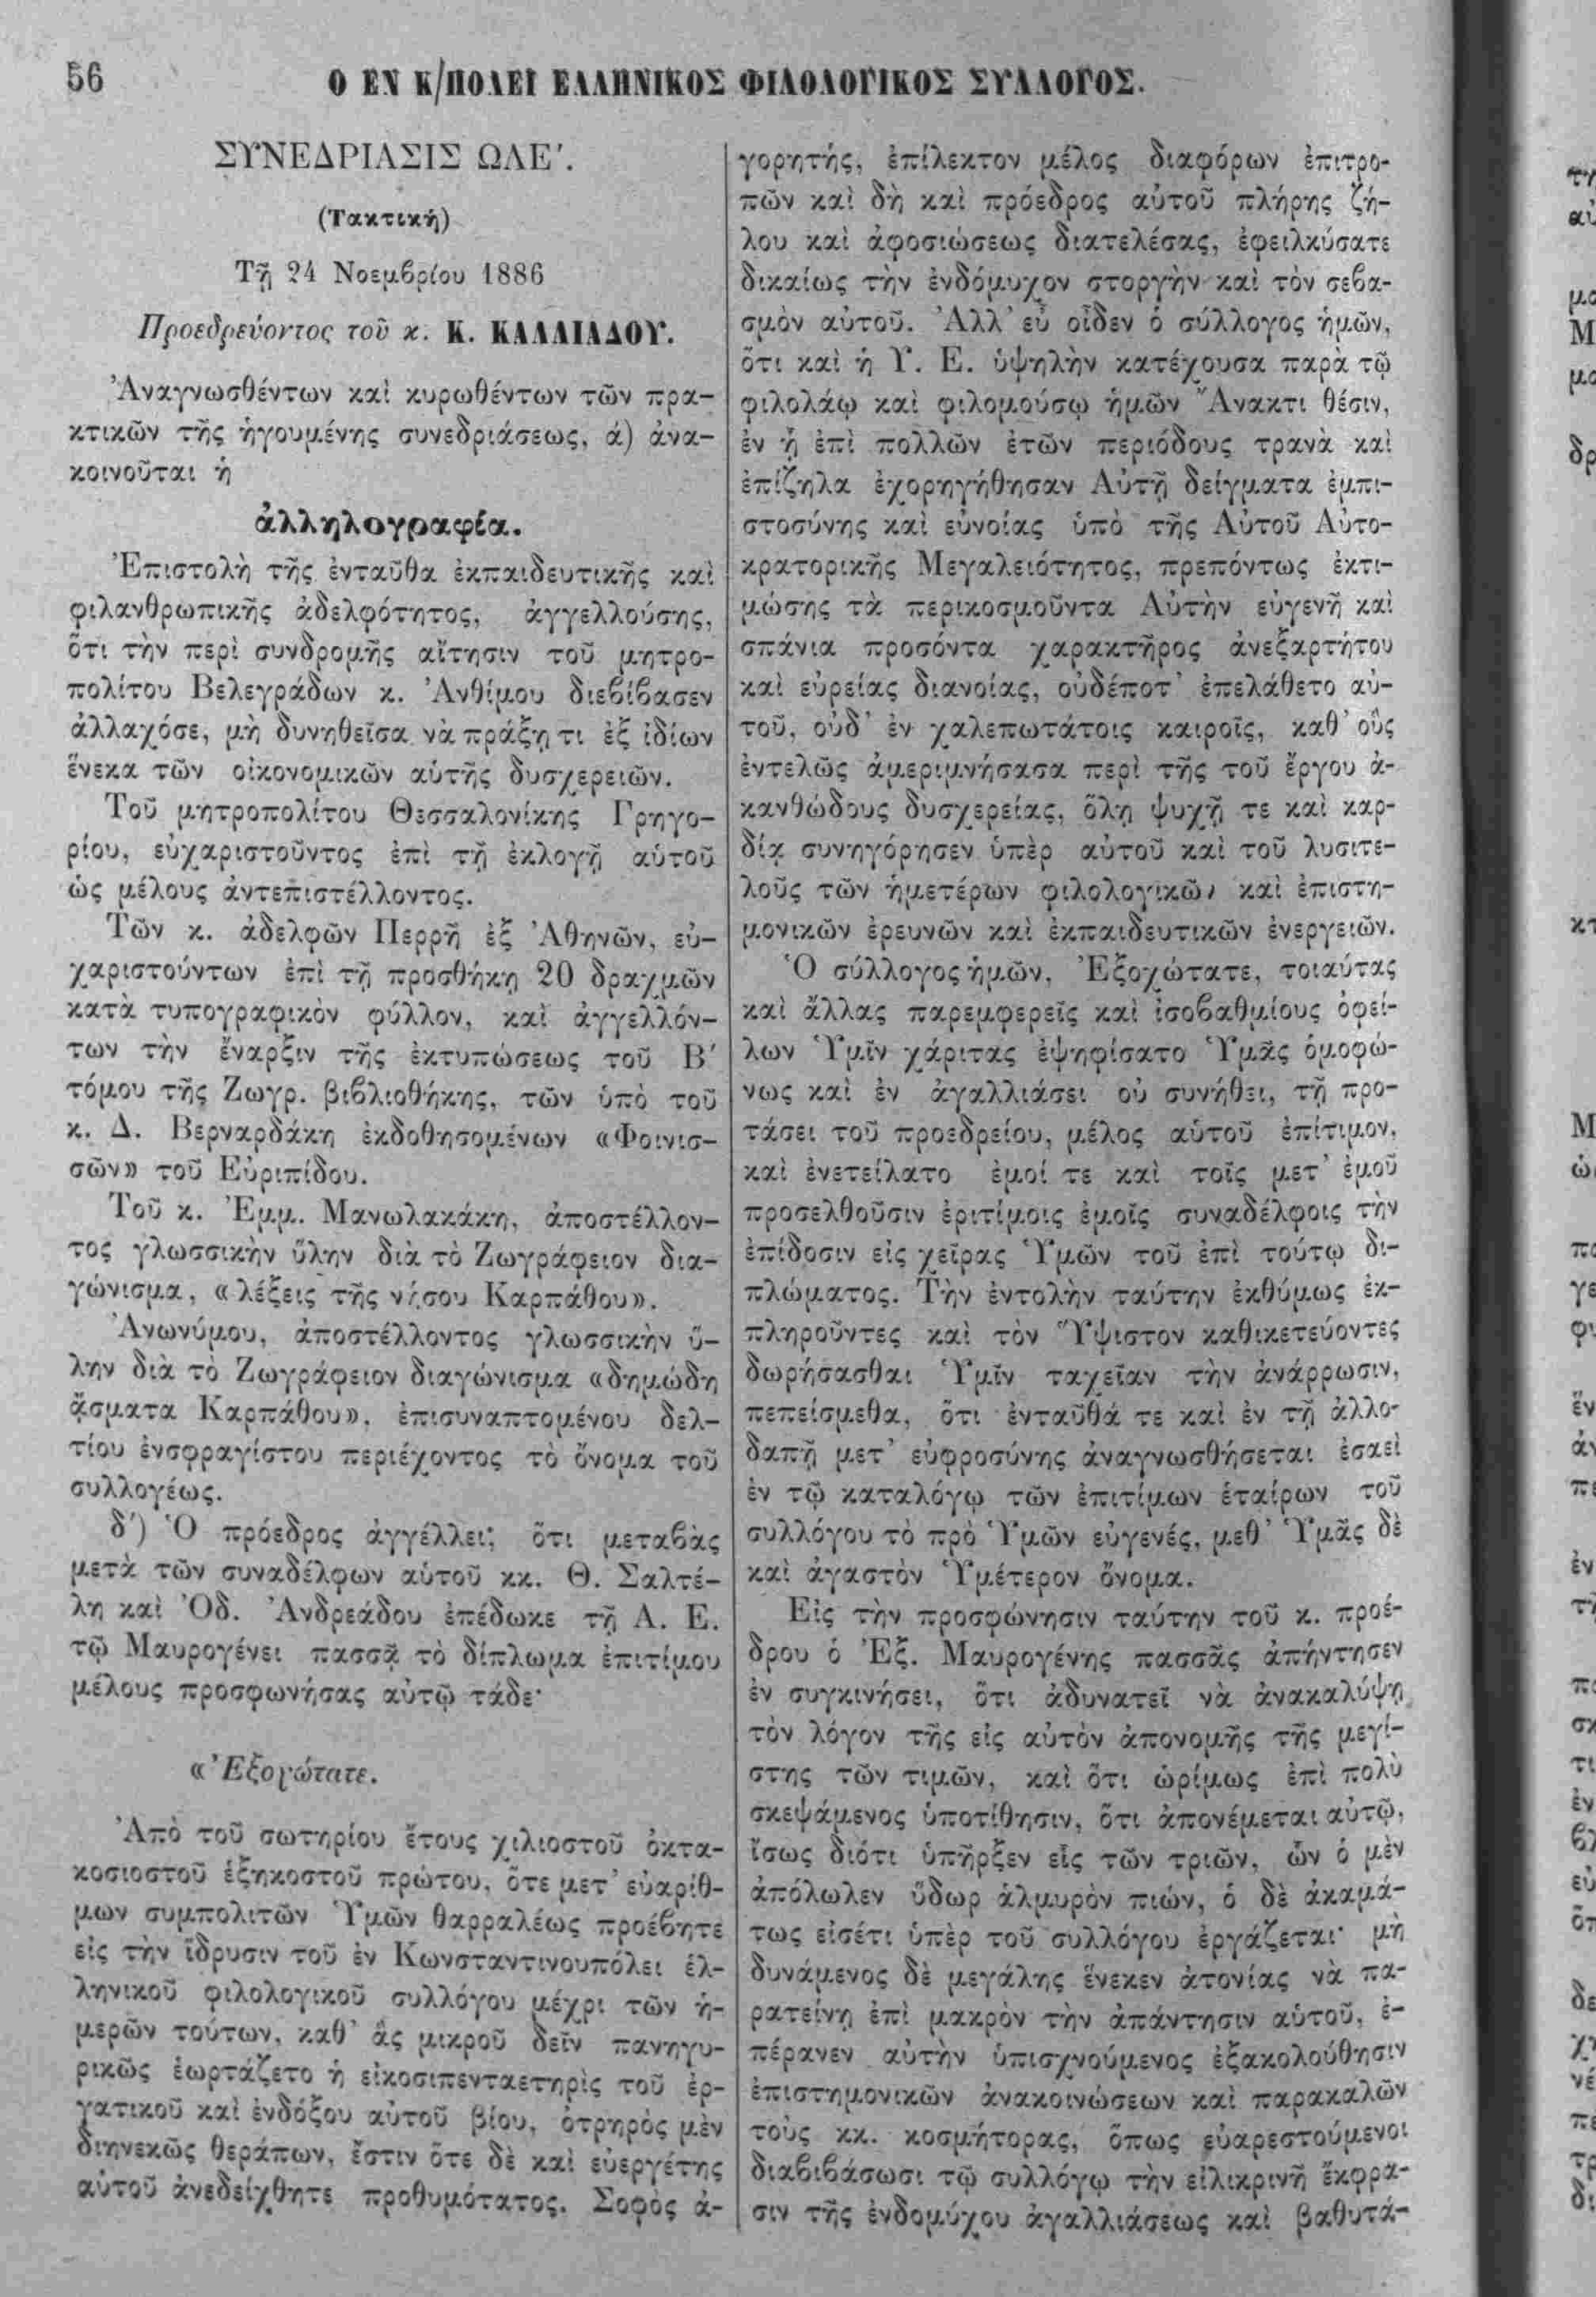 56
Ο ΕΝ Κ/ΠΟΛΕΙ ΕΛΛΗΝΙΚΟΣ ΦΙΛΟΛΟΓΙΚΟΣ ΣΥΛΛΟΓΟΣ.
ΣΥΝΕΔΡΙΑΣΙΣ ΩΛΕ′.
(Τακτική)
Τῇ 24 Νοεμβρίου 1886
Προεδρεύοντος τοῦ κ. Κ. ΚΑΛΛΙΑΔΟΥ.
Ἀναγνωσθέντων καὶ κυρωθέντων τῶν πρα-
κτικῶν τῆς ἡγουμένης συνεδριάσεως, ά) ἀνα-
κοινοῦται ἡ
ἀλληλογραφία.
Ἐπιστολὴ τῆς ἐνταῦθα ἐκπαιδευτικῆς καὶ
φιλανθρωπικῆς ἀδελφότητος, ἀγγελλούσης,
ὅτι τὴν περὶ συνδρομῆς αἴτησιν τοῦ μητρο-
πολίτου Βελεγράδων κ. Ἀνθίμου διεβίβασεν
ἀλλαχόσε, μὴ δυνηθεῖσα νὰ πράξῃ τι ἐξ ἰδίων
ἕνεκα τῶν οἰκονομικῶν αὑτῆς δυσχερειῶν.
Τοῦ μητροπολίτου Θεσσαλονίκης Γρηγο-
ρίου, εὐχαριστοῦντος ἐπὶ τῇ ἐκλογῇ αὑτοῦ
ὡς μέλους ἀντεπιστέλλοντος.
Τῶν κ. ἀδελφῶν Περρῆ ἐξ Ἀθηνῶν, εὐ-
χαριστούντων ἐπὶ τῇ προσθήκῃ 20 δραχμῶν
κατὰ τυπογραφικὸν φύλλον, καὶ ἀγγελλόν-
των τὴν ἔναρξιν τῆς ἐκτυπώσεως τοῦ Β′
τόμου τῆς Ζωγρ. βιβλιοθήκης, τῶν ὑπὸ τοῦ
κ. Δ. Βερναρδάκη ἐκδοθησομένων «Φοινισ-
σῶν» τοῦ Εὐριπίδου.
Τοῦ κ. Ἐμμ. Μανωλακάκη, ἀποστέλλον-
τος γλωσσικὴν ὕλην διὰ τὸ Ζωγράφειον δια-
γώνισμα, «λέξεις τῆς νήσου Καρπάθου».
Ἀνωνύμου, ἀποστέλλοντος γλωσσικὴν ὕ-
λην διὰ τὸ Ζωγράφειον διαγώνισμα «δημώδη
ᾄσματα Καρπάθου», ἐπισυναπτομένου δελ-
τίου ἐνσφραγίστου περιέχοντος τὸ ὄνομα τοῦ
συλλογέως.
δ′) Ὁ πρόεδρος ἀγγέλλει; ὅτι μεταβὰς
μετὰ τῶν συναδέλφων αὑτοῦ κκ. Θ. Σαλτέ-
λη καὶ Ὀδ. Ἀνδρεάδου ἐπέδωκε τῇ Α. Ε.
τῷ Μαυρογένει πασσᾷ τὸ δίπλωμα ἐπιτίμου
μέλους προσφωνήσας αὐτῷ τάδε·
«Ἐξοχώτατε.
Ἀπὸ τοῦ σωτηρίου ἔτους χιλιοστοῦ ὀκτα-
κοσιοστοῦ ἑξηκοστοῦ πρώτου, ὅτε μετ’ εὐαρίθ-
μων συμπολιτῶν Ὑμῶν θαρραλέως προέβητε
εἰς τὴν ἵδρυσιν τοῦ ἐν Κωνσταντινουπόλει ἑλ-
ληνικοῦ φιλολογικοῦ συλλόγου μέχρι τῶν ἡ-
μερῶν τούτων, καθ’ ἃς μικροῦ δεῖν πανηγυ-
ρικῶς ἑωρτάζετο ἡ εἰκοσιπενταετηρὶς τοῦ ἐρ-
γατικοῦ καὶ ἐνδόξου αὐτοῦ βίου, ὀτρηρὸς μὲν
διηνεκῶς θεράπων, ἔστιν ὅτε δὲ καὶ εὐεργέτης
αὐτοῦ ἀνεδείχθητε προθυμότατος. Σοφὸς ἀ-
γορητής, ἐπίλεκτον μέλος διαφόρων ἐπιτρο-
πῶν καὶ δὴ καὶ πρόεδρος αὐτοῦ πλήρης ζή-
λου καὶ ἀφοσιώσεως διατελέσας, ἐφειλκύσατε
δικαίως τὴν ἐνδόμυχον στοργὴν καὶ τὸν σεβα-
σμὸν αὐτοῦ. Ἀλλ’ εὖ οἶδεν ὁ σύλλογος ἡμῶν,
ὅτι καὶ ἡ Υ. Ε. ὑψηλὴν κατέχουσα παρὰ τῷ
φιλολάῳ καὶ φιλομούσῳ ἡμῶν Ἄνακτι θέσιν,
ἐν ᾗ ἐπὶ πολλῶν ἐτῶν περιόδους τρανὰ καὶ
ἐπίζηλα ἐχορηγήθησαν Αὐτῇ δείγματα ἐμπι-
στοσύνης καὶ εὐνοίας ὑπὸ τῆς Αὐτοῦ Αὐτο-
κρατορικῆς Μεγαλειότητος, πρεπόντως ἐκτι-
μώσης τὰ περικοσμοῦντα Αὐτὴν εὐγενῆ καὶ
σπάνια προσόντα χαρακτῆρος ἀνεξαρτήτου
καὶ εὐρείας διανοίας, οὐδέποτ’ ἐπελάθετο αὐ-
τοῦ, οὐδ’ ἐν χαλεπωτάτοις καιροῖς, καθ’ οὓς
ἐντελῶς ἀμεριμνήσασα περὶ τῆς τοῦ ἔργου ἀ-
κανθώδους δυσχερείας, ὅλῃ ψυχῇ τε καὶ καρ-
δίᾳ συνηγόρησεν ὑπὲρ αὐτοῦ καὶ τοῦ λυσιτε-
λοῦς τῶν ἡμετέρων φιλολογικῶν καὶ ἐπιστη-
μονικῶν ἐρευνῶν καὶ ἐκπαιδευτικῶν ἐνεργειῶν.
Ὁ σύλλογος ἡμῶν, Ἐξοχώτατε, τοιαύτας
καὶ ἄλλας παρεμφερεῖς καὶ ἰσοβαθμίους ὀφεί-
λων Ὑμῖν χάριτας ἐψηφίσατο Ὑμᾶς ὁμοφώ-
νως καὶ ἐν ἀγαλλιάσει οὐ συνήθει, τῇ προ-
τάσει τοῦ προεδρείου, μέλος αὑτοῦ ἐπίτιμον,
καὶ ἐνετείλατο ἐμοί τε καὶ τοῖς μετ’ ἐμοῦ
προσελθοῦσιν ἐριτίμοις ἐμοῖς συναδέλφοις τὴν
ἐπίδοσιν εἰς χεῖρας Ὑμῶν τοῦ ἐπὶ τούτῳ δι-
πλώματος. Τὴν ἐντολὴν ταύτην ἐκθύμως ἐκ-
πληροῦντες καὶ τὸν Ὕψιστον καθικετεύοντες
δωρήσασθαι Ὑμῖν ταχεῖαν τὴν ἀνάρρωσιν,
πεπείσμεθα, ὅτι ἐνταῦθά τε καὶ ἐν τῇ ἀλλο-
δαπῇ μετ’ εὐφροσύνης ἀναγνωσθήσεται ἐσαεὶ
ἐν τῷ καταλόγῳ τῶν ἐπιτίμων ἑταίρων τοῦ
συλλόγου τὸ πρὸ Ὑμῶν εὐγενές, μεθ’ Ὑμᾶς δὲ
καὶ ἀγαστὸν Ὑμέτερον ὄνομα.
Εἰς τὴν προσφώνησιν ταύτην τοῦ κ. προέ-
δρου ὁ Ἐξ. Μαυρογένης πασσᾶς ἀπήντησεν
ἐν συγκινήσει, ὅτι ἀδυνατεῖ νὰ ἀνακαλύψῃ
τὸν λόγον τῆς εἰς αὐτὸν ἀπονομῆς τῆς μεγί-
στης τῶν τιμῶν, καὶ ὅτι ὡρίμως ἐπὶ πολὺ
σκεψάμενος ὑποτίθησιν, ὅτι ἀπονέμεται αὐτῷ,
ἴσως διότι ὑπῆρξεν εἷς τῶν τριῶν, ὧν ὁ μὲν
ἀπόλωλεν ὕδωρ ἁλμυρὸν πιών, ὁ δὲ ἀκαμά-
τως εἰσέτι ὑπὲρ τοῦ συλλόγου ἐργάζεται· μὴ
δυνάμενος δὲ μεγάλης ἕνεκεν ἀτονίας νὰ πα-
ρατείνῃ ἐπὶ μακρὸν τὴν ἀπάντησιν αὑτοῦ, ἐ-
πέρανεν αὐτὴν ὑπισχνούμενος ἐξακολούθησιν
ἐπιστημονικῶν ἀνακοινώσεων καὶ παρακαλῶν
τοὺς κκ. κοσμήτορας, ὅπως εὐαρεστούμενοι
διαβιβάσωσι τῷ συλλόγῳ τὴν εἰλικρινῆ ἔκφρα-
σιν τῆς ἐνδομύχου ἀγαλλιάσεως καὶ βαθυτά-